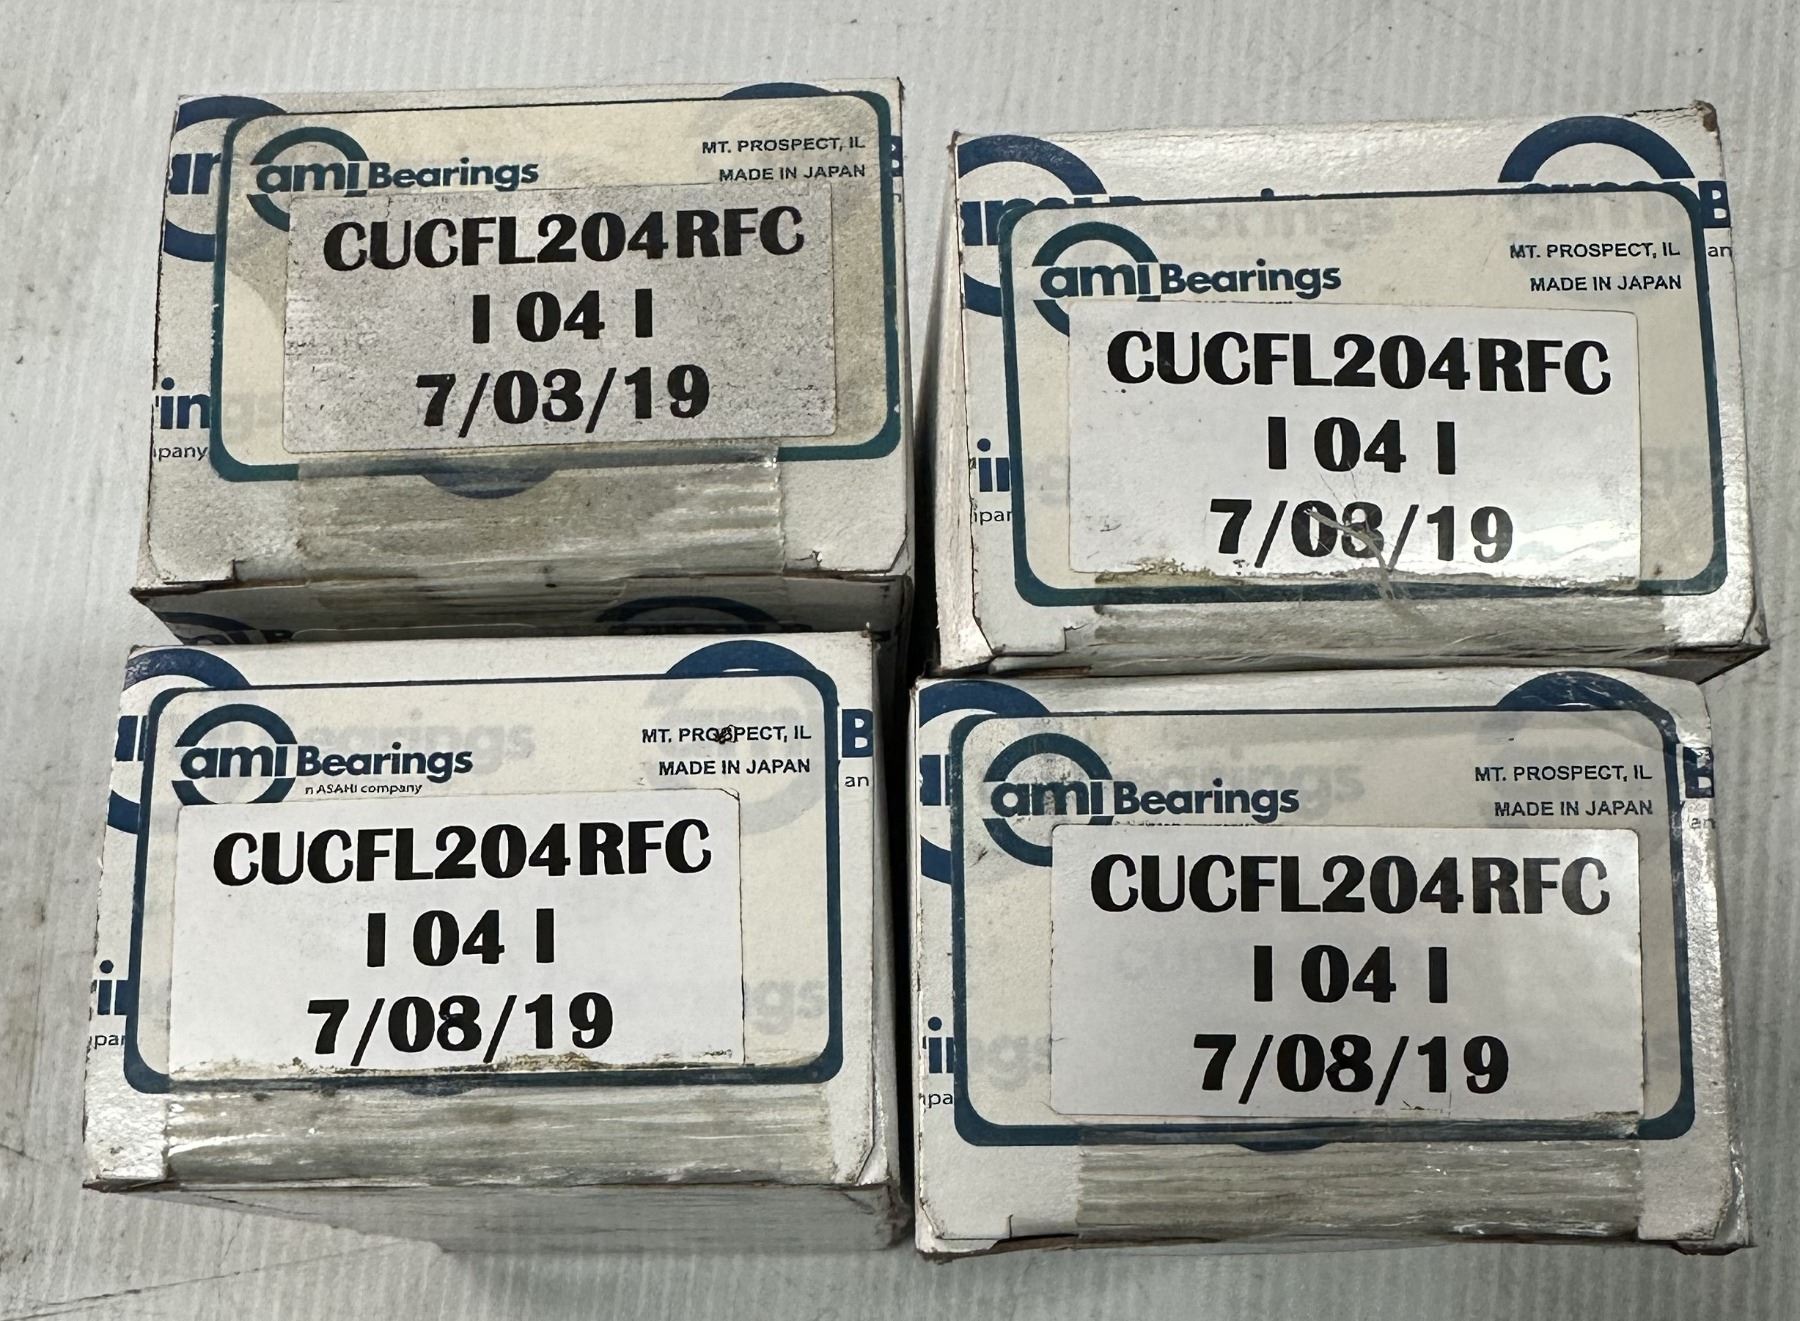 ami Bearings
MT. PROSPECT, IL
MADE IN JAPAN
CUCFL204RFC
I 04 I
7/03/19
ami Bearings
MT. PROSPECT, IL
MADE IN JAPAN
CUCFL204RFC
I 04 I
7/08/19
ami Bearings
n ASAHI company
MT. PROSPECT, IL
MADE IN JAPAN
CUCFL204RFC
I 04 I
7/08/19
ami Bearings
MT. PROSPECT, IL
MADE IN JAPAN
CUCFL204RFC
I 04 I
7/08/19